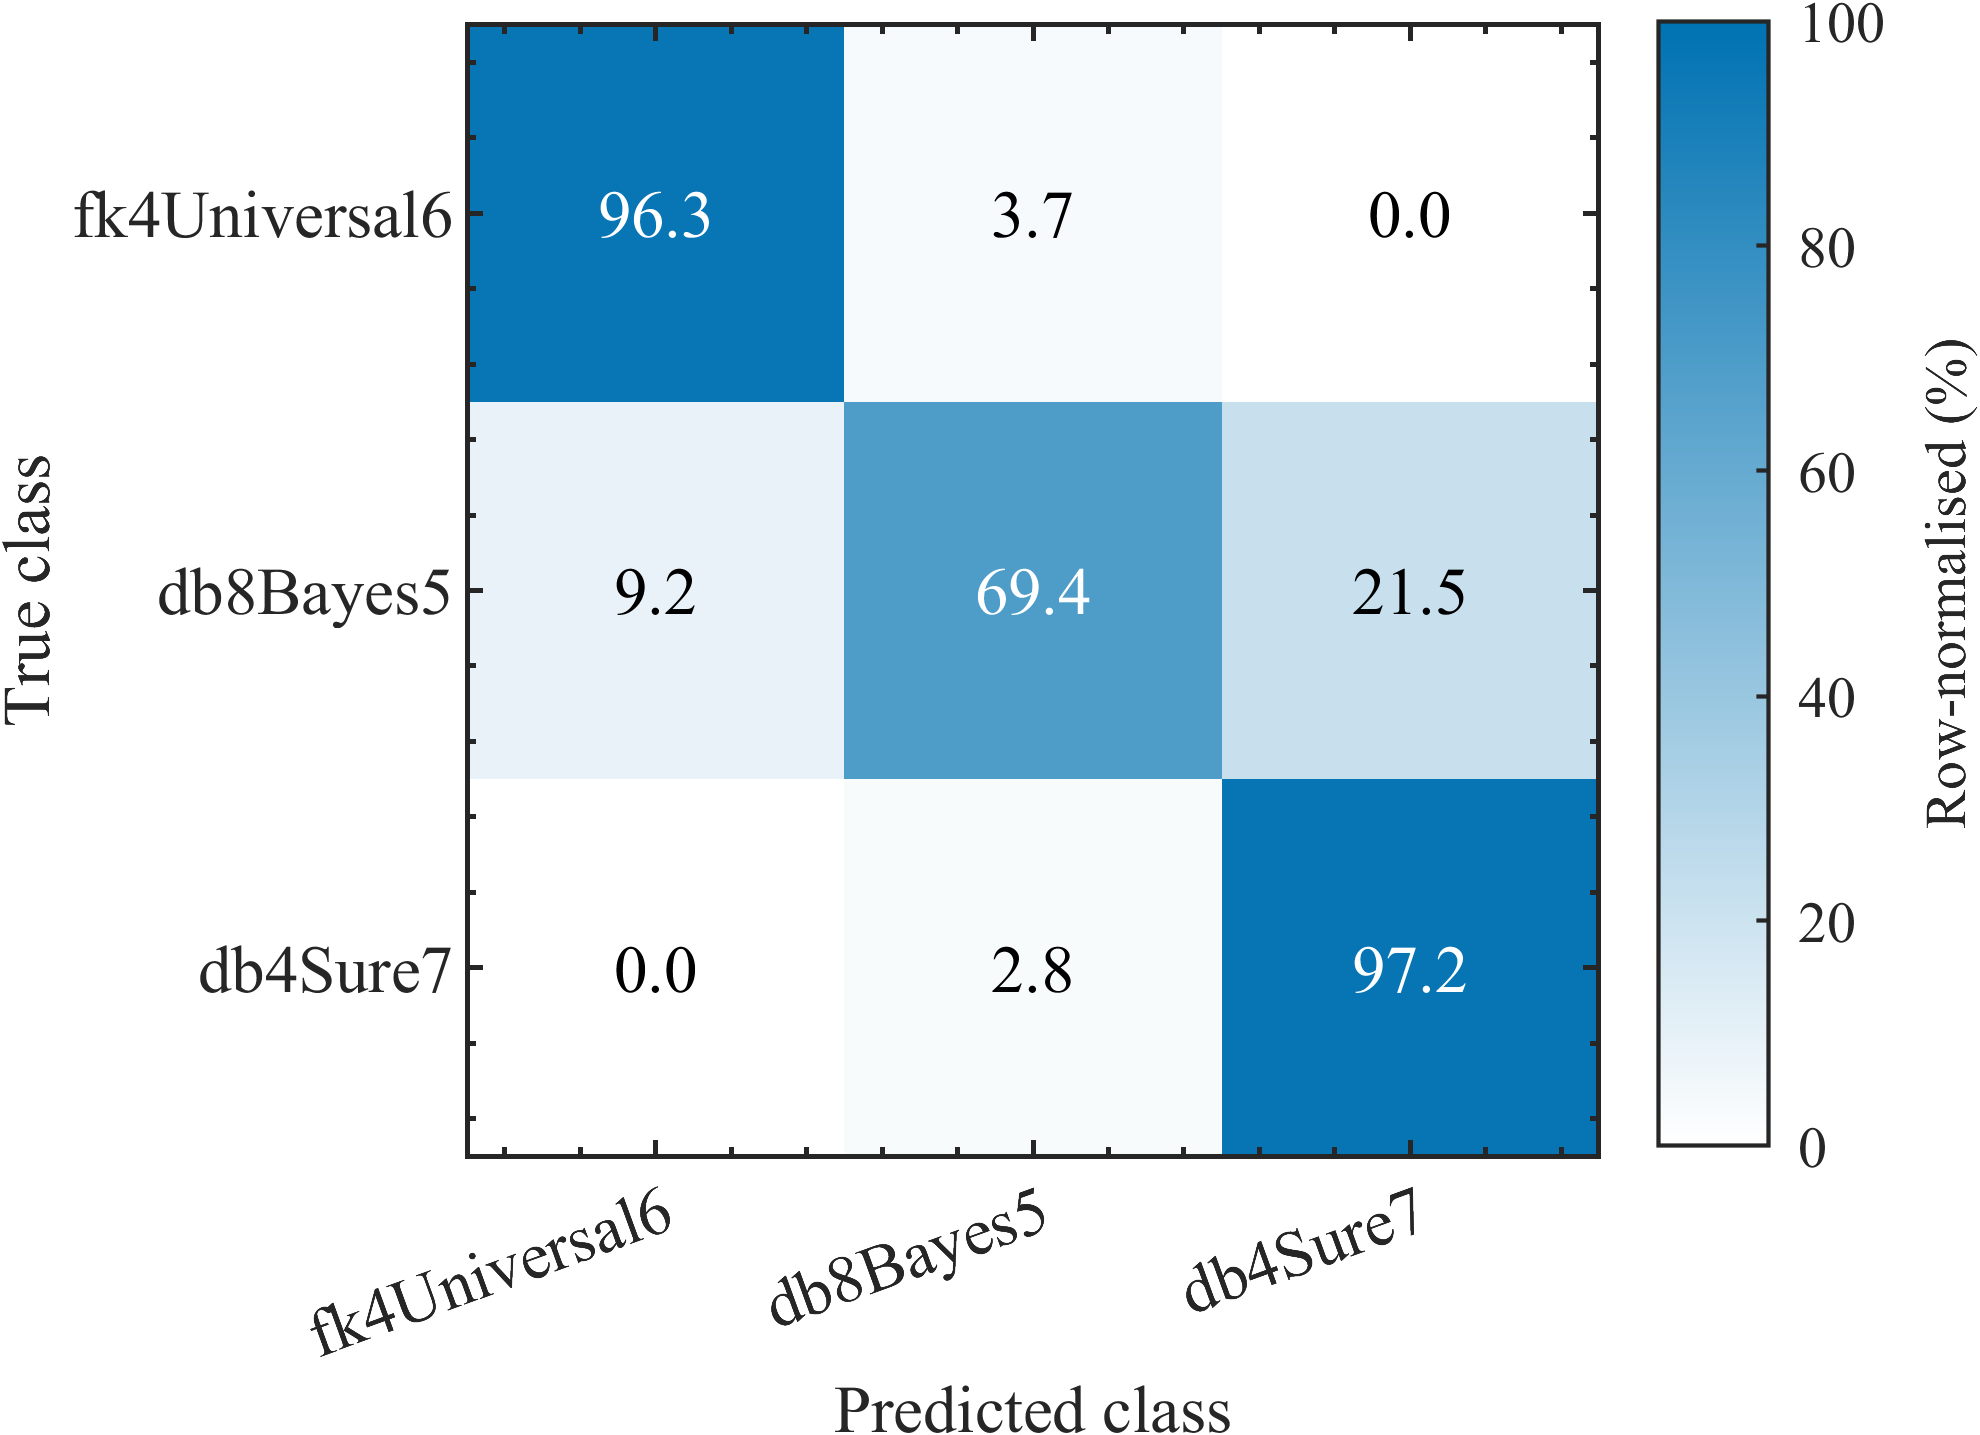 True class
fk4Universal6
db8Bayes5
db4Sure7
96.3 3.7 0.0
9.2 69.4 21.5
0.0 2.8 97.2
fk4Universal6 db8Bayes5 db4Sure7
Predicted class
100
80
60
40
20
0
Row-normalised (%)